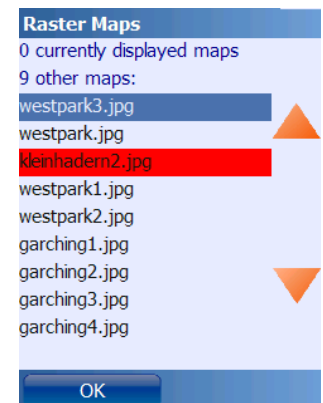 Raster Maps
0 currently displayed maps
9 other maps:
westpark3.jpg
westpark.jpg
kleinhadern2.jpg
westpark1.jpg
westpark2.jpg
garching1.jpg
garching2.jpg
garching3.jpg
garching4.jpg
OK